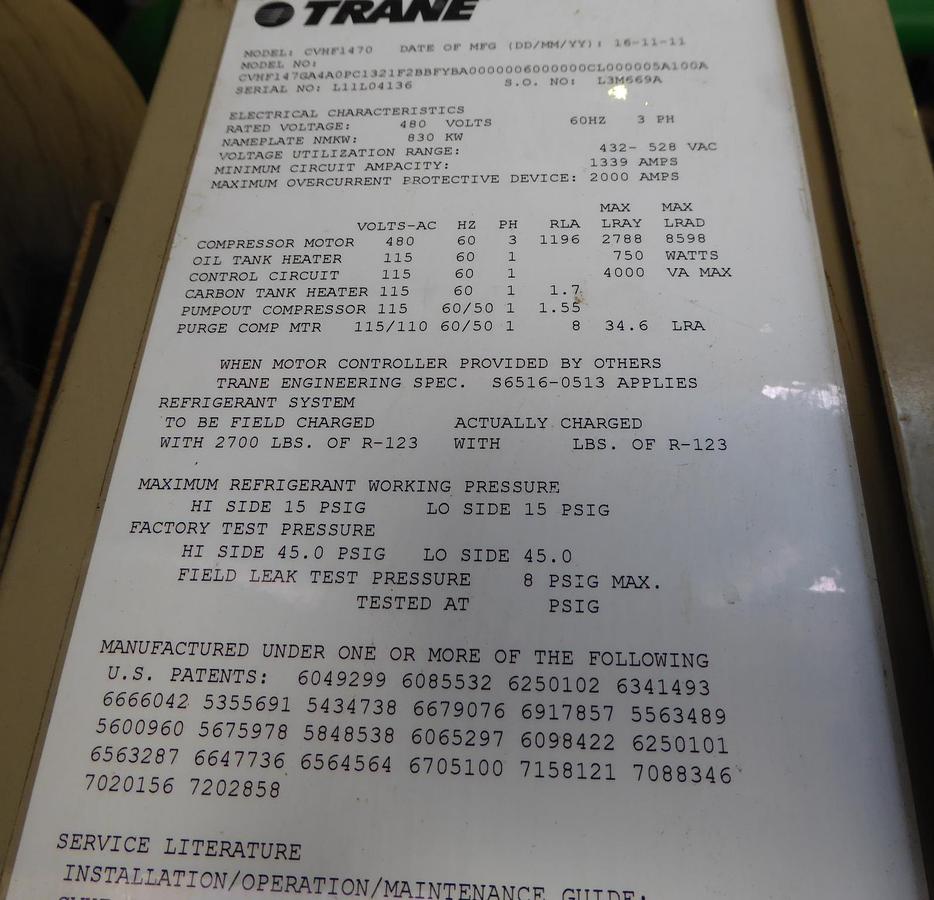 TRANE
MODEL: CVHF1470 DATE OF MFG (DD/MM/YY): 16-11-11
MODEL NO:
CVHF147GA4A0PC1321F2BBFYBA0000006000000CL000005A100A
SERIAL NO: L11L04136 S.O. NO: L3M669A
ELECTRICAL CHARACTERISTICS
RATED VOLTAGE: 480 VOLTS 60HZ 3 PH
NAMEPLATE NMKW: 830 KW
VOLTAGE UTILIZATION RANGE: 432- 528 VAC
MINIMUM CIRCUIT AMPACITY: 1339 AMPS
MAXIMUM OVERCURRENT PROTECTIVE DEVICE: 2000 AMPS
MAX MAX
VOLTS-AC HZ PH RLA LRAY LRAD
COMPRESSOR MOTOR 480 60 3 1196 2788 8598
OIL TANK HEATER 115 60 1 750 WATTS
CONTROL CIRCUIT 115 60 1 4000 VA MAX
CARBON TANK HEATER 115 60 1 1.7
PUMPOUT COMPRESSOR 115 60/50 1 1.55
PURGE COMP MTR 115/110 60/50 1 8 34.6 LRA
WHEN MOTOR CONTROLLER PROVIDED BY OTHERS
TRANE ENGINEERING SPEC. S6516-0513 APPLIES
REFRIGERANT SYSTEM
TO BE FIELD CHARGED ACTUALLY CHARGED
WITH 2700 LBS. OF R-123 WITH LBS. OF R-123
MAXIMUM REFRIGERANT WORKING PRESSURE
HI SIDE 15 PSIG LO SIDE 15 PSIG
FACTORY TEST PRESSURE
HI SIDE 45.0 PSIG LO SIDE 45.0
FIELD LEAK TEST PRESSURE 8 PSIG MAX.
TESTED AT PSIG
MANUFACTURED UNDER ONE OR MORE OF THE FOLLOWING
U.S. PATENTS: 6049299 6085532 6250102 6341493
6666042 5355691 5434738 6679076 6917857 5563489
5600960 5675978 5848538 6065297 6098422 6250101
6563287 6647736 6564564 6705100 7158121 7088346
7020156 7202858
SERVICE LITERATURE
INSTALLATION/OPERATION/MAINTENANCE GUIDE: